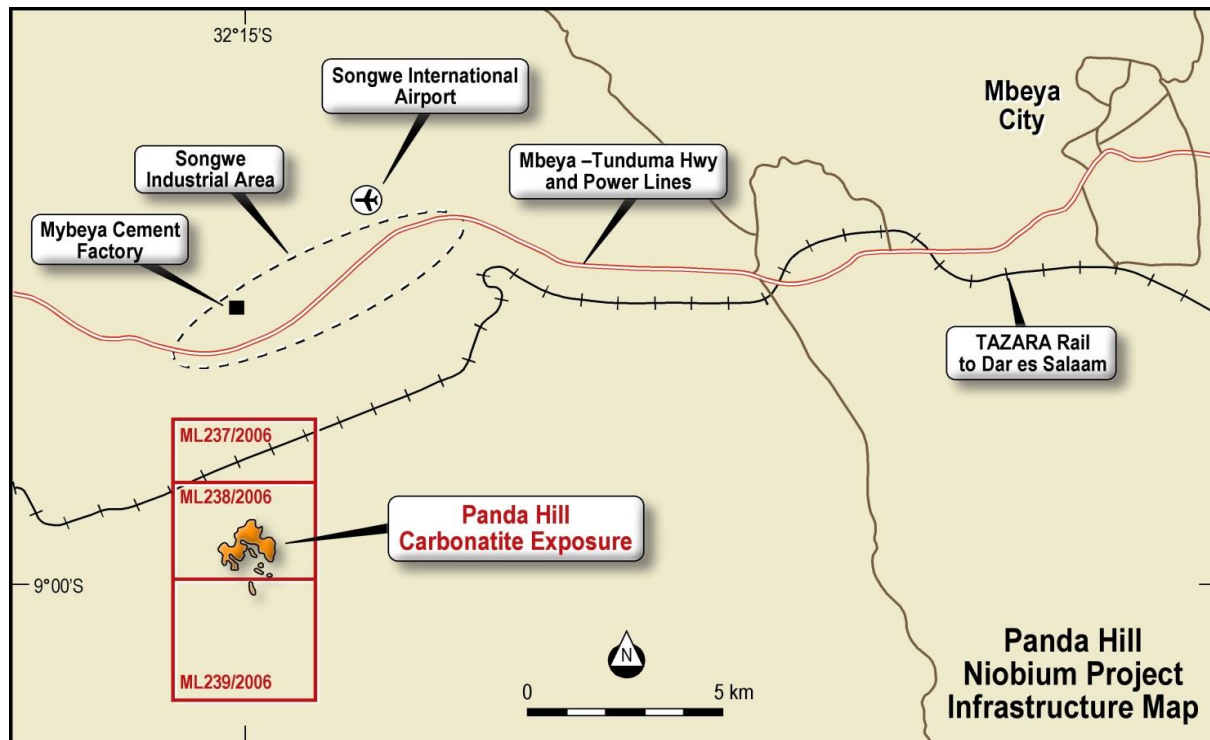 32°15'S
Songwe International
Airport
Mbeya
City
Songwe
Industrial Area
Mbeya –Tunduma Hwy
and Power Lines
Mybeya Cement
Factory
TAZARA Rail
to Dar es Salaam
ML237/2006
ML238/2006
Panda Hill
Carbonatite Exposure
9°00'S
ML239/2006
N
0 5 km
Panda Hill
Niobium Project
Infrastructure Map